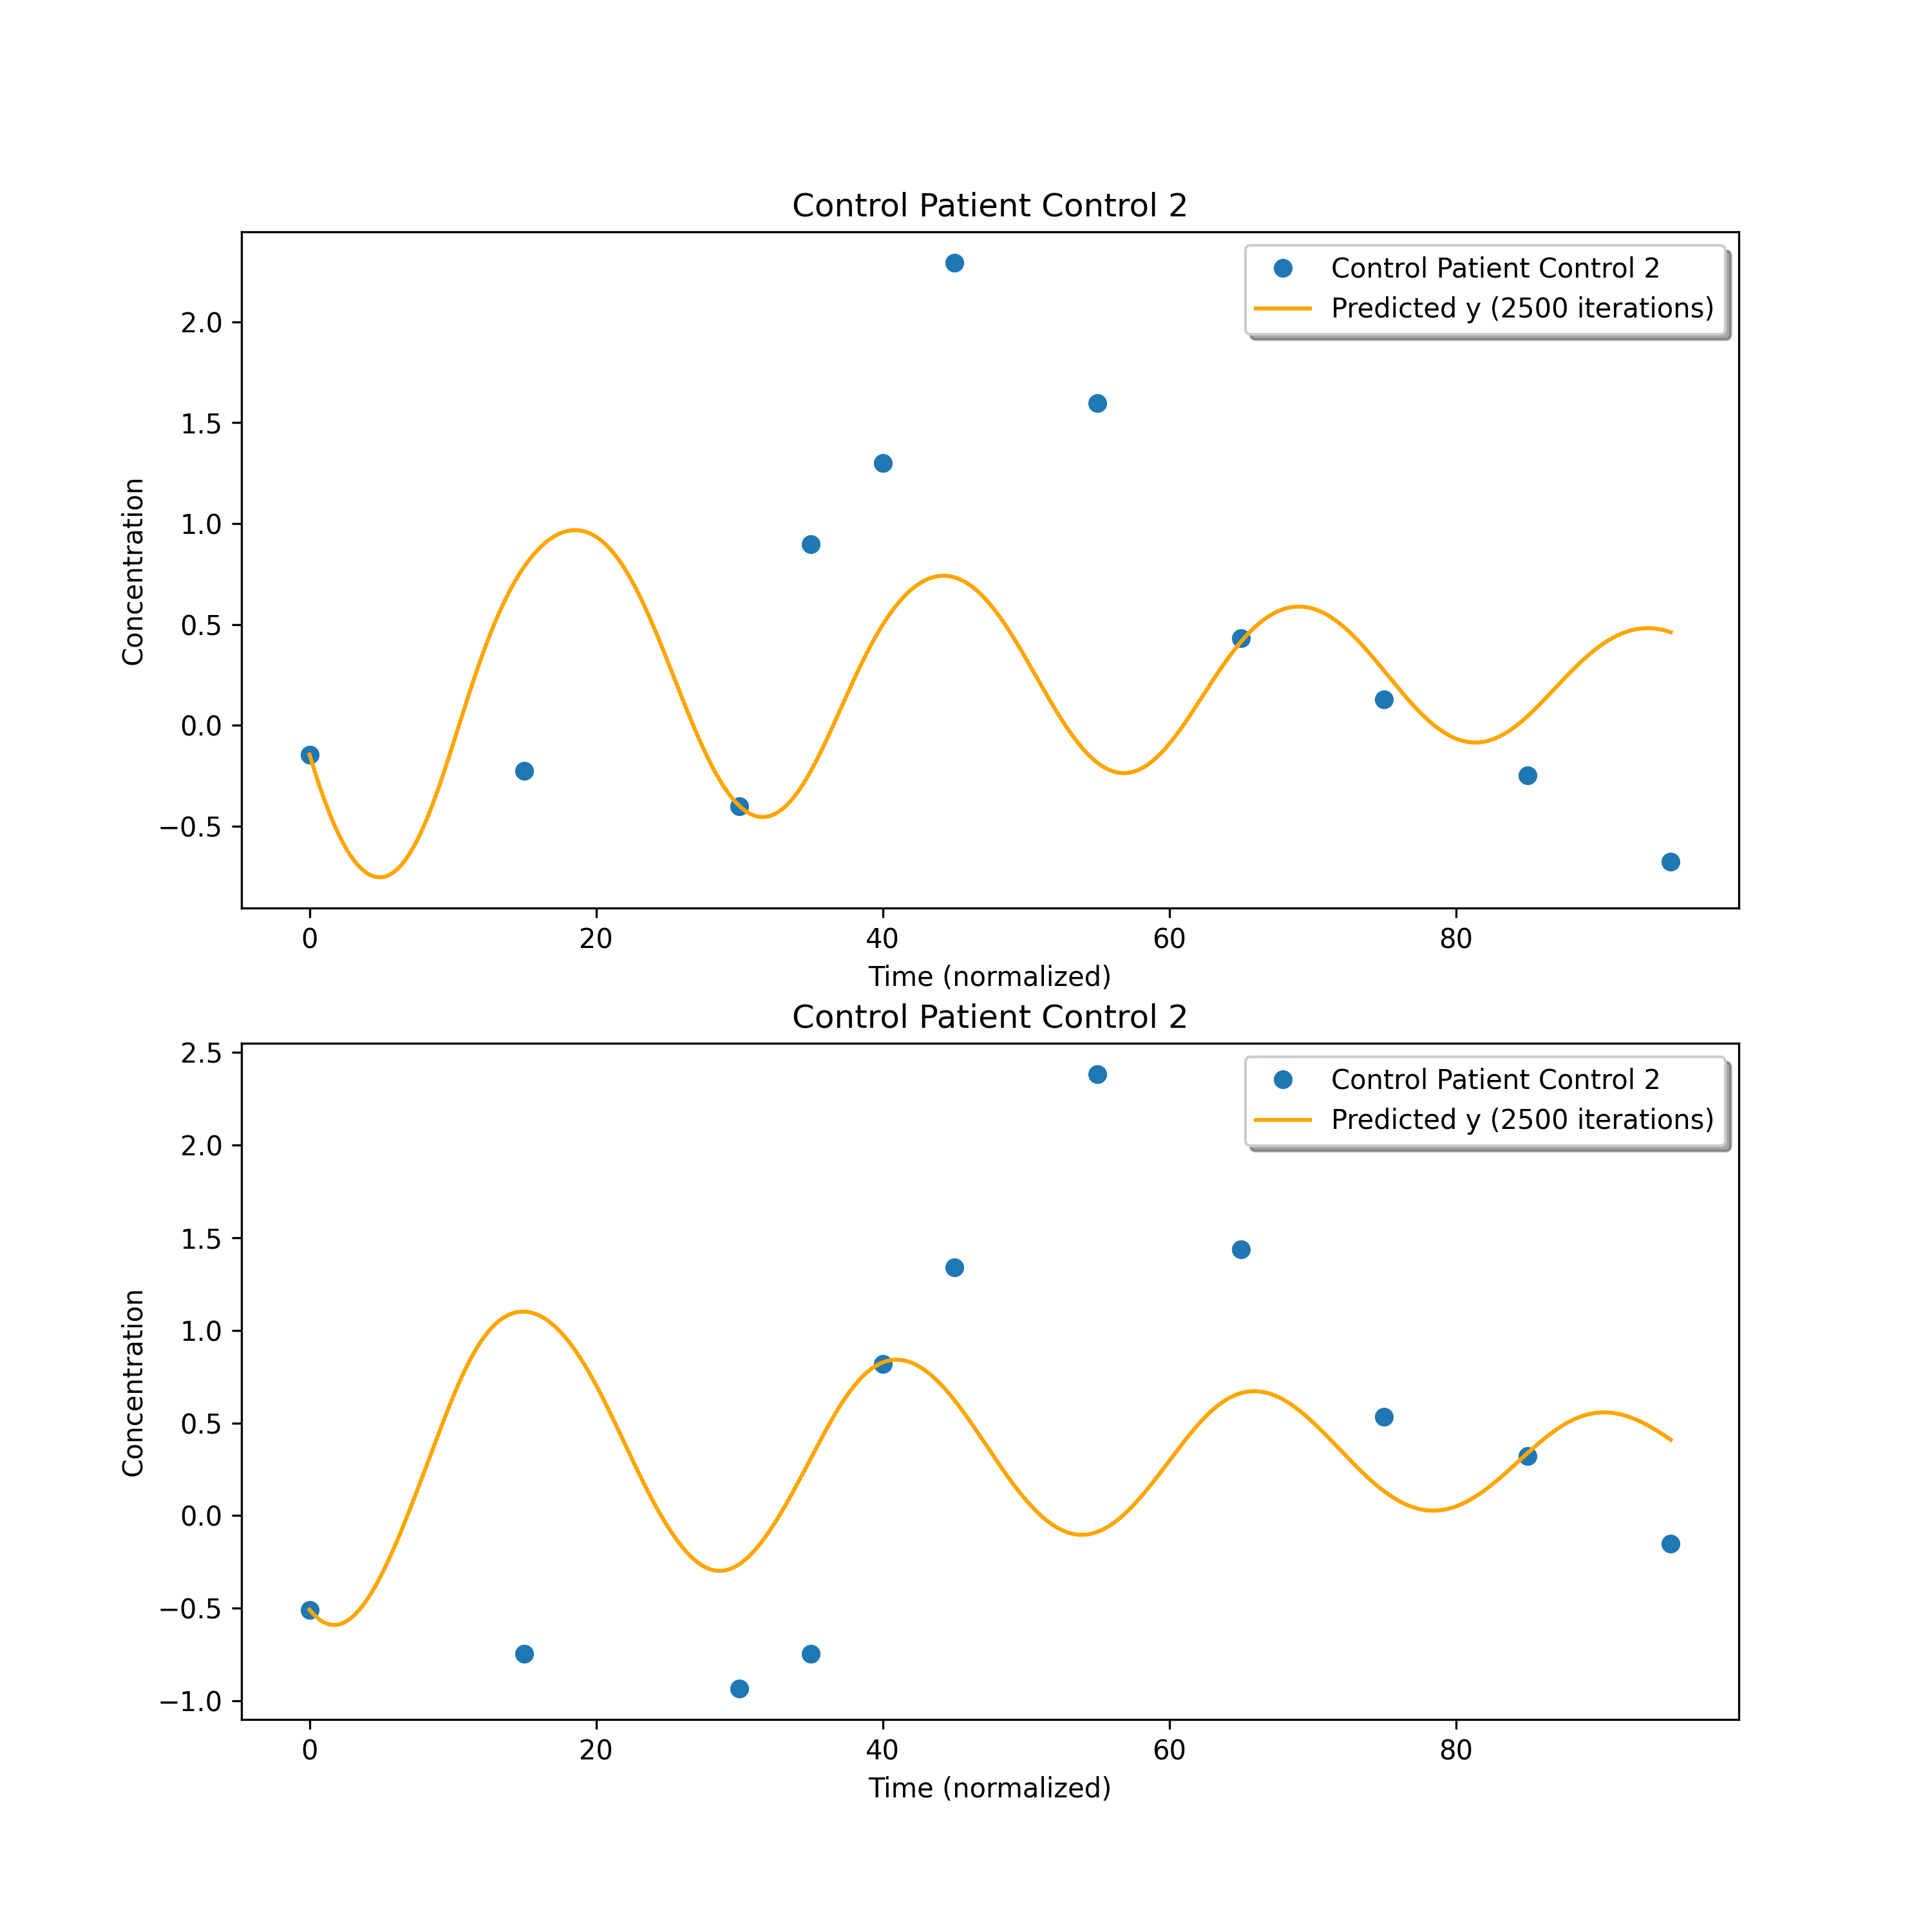 Control Patient Control 2
Control Patient Control 2
Predicted y (2500 iterations)
2.0
1.5
1.0
0.5
0.0
−0.5
Concentration
0 20 40 60 80
Time (normalized)
Control Patient Control 2
Control Patient Control 2
Predicted y (2500 iterations)
2.5
2.0
1.5
1.0
0.5
0.0
−0.5
−1.0
Concentration
0 20 40 60 80
Time (normalized)